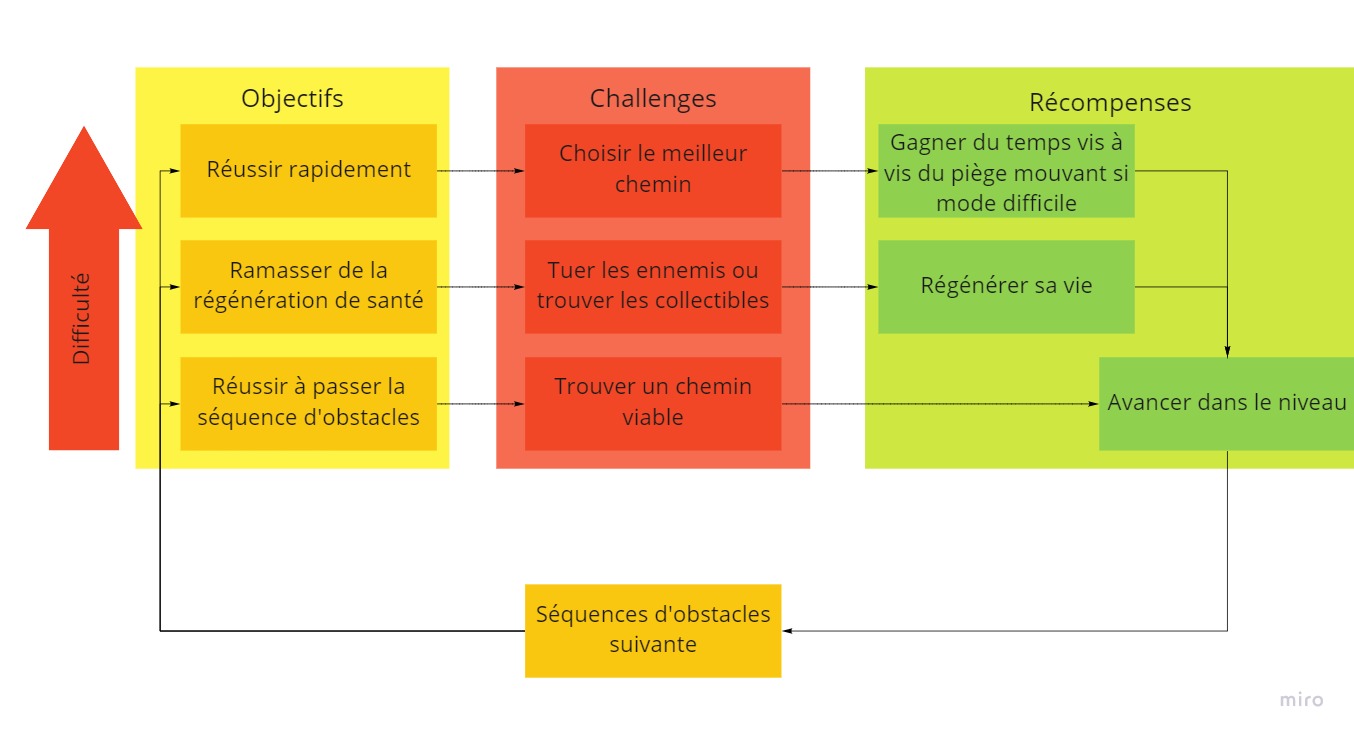 Objectifs
Challenges
Récompenses
Difficulté
Réussir rapidement
Choisir le meilleur
chemin
Gagner du temps vis à
vis du piège mouvant si
mode difficile
Ramasser de la
régénération de santé
Tuer les ennemis ou
trouver les collectibles
Régénérer sa vie
Réussir à passer la
séquence d'obstacles
Trouver un chemin
viable
Avancer dans le niveau
Séquences d'obstacles
suivante
miro